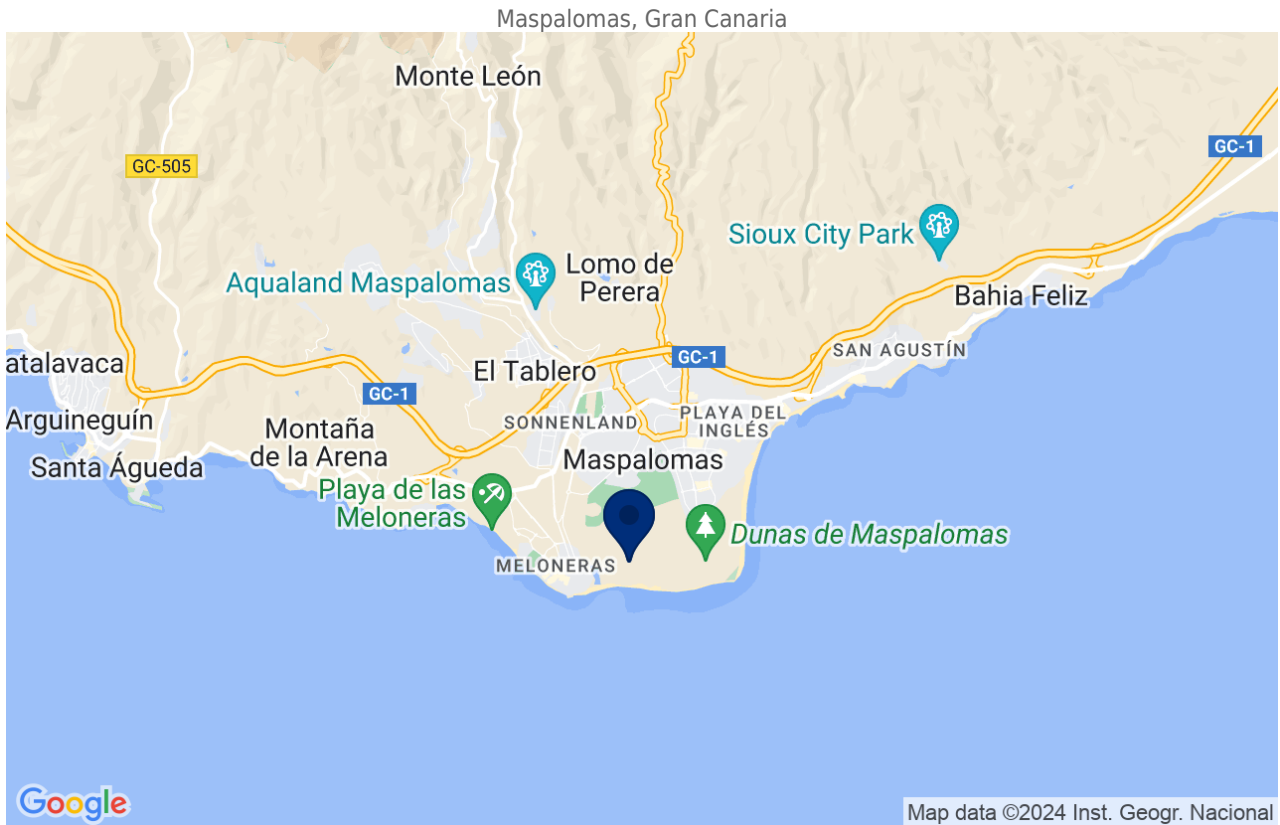 Maspalomas, Gran Canaria
Monte León
GC-1
GC-505
Sioux City Park
Lomo de
Perera
Aqualand Maspalomas
Bahia Feliz
SAN AGUSTÍN
GC-1
atalavaca
El Tablero
GC-1
PLAYA DEL
INGLÉS
Arguineguín
SONNENLAND
Montaña
de la Arena
Maspalomas
Santa Águeda
Playa de las
Meloneras
Dunas de Maspalomas
MELONERAS
Google
Map data ©2024 Inst. Geogr. Nacional